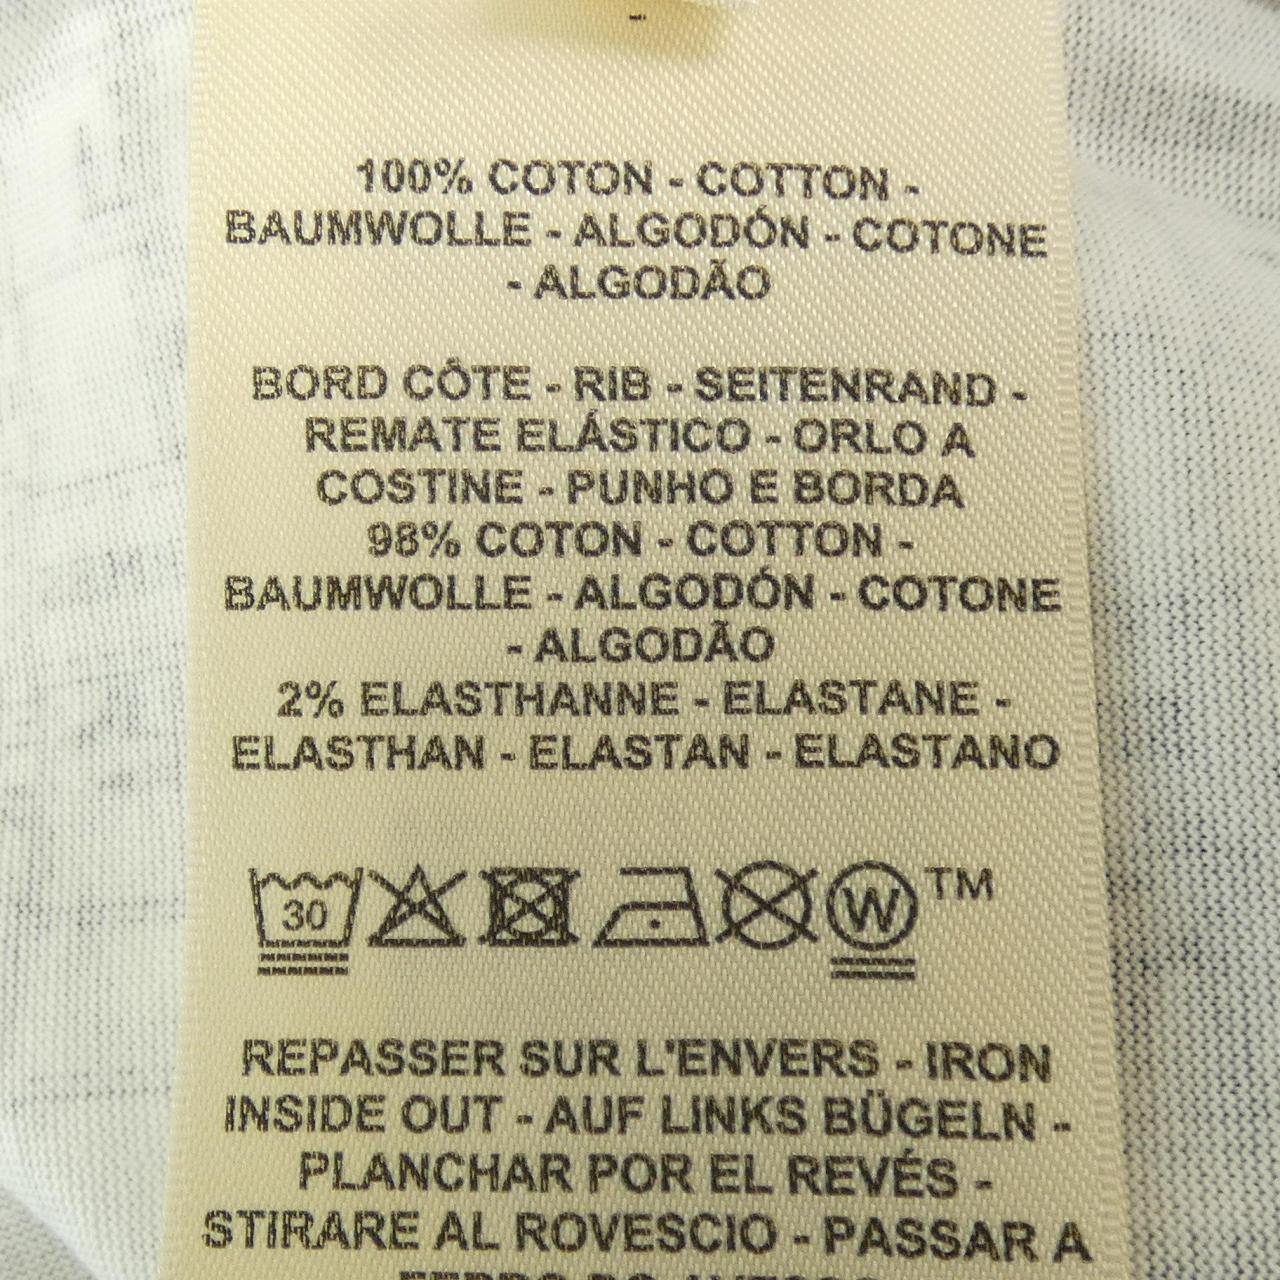 100% COTON - COTTON -
BAUMWOLLE - ALGODÓN - COTONE
- ALGODÃO
BORD CÔTE - RIB - SEITENRAND -
REMATE ELÁSTICO - ORLO A
COSTINE - PUNHO E BORDA
98% COTON - COTTON -
BAUMWOLLE - ALGODÓN - COTONE
- ALGODÃO
2% ELASTHANNE - ELASTANE -
ELASTHAN - ELASTAN - ELASTANO
30 W TM
REPASSER SUR L'ENVERS - IRON
INSIDE OUT - AUF LINKS BÜGELN -
PLANCHAR POR EL REVÉS -
STIRARE AL ROVESCIO - PASSAR A